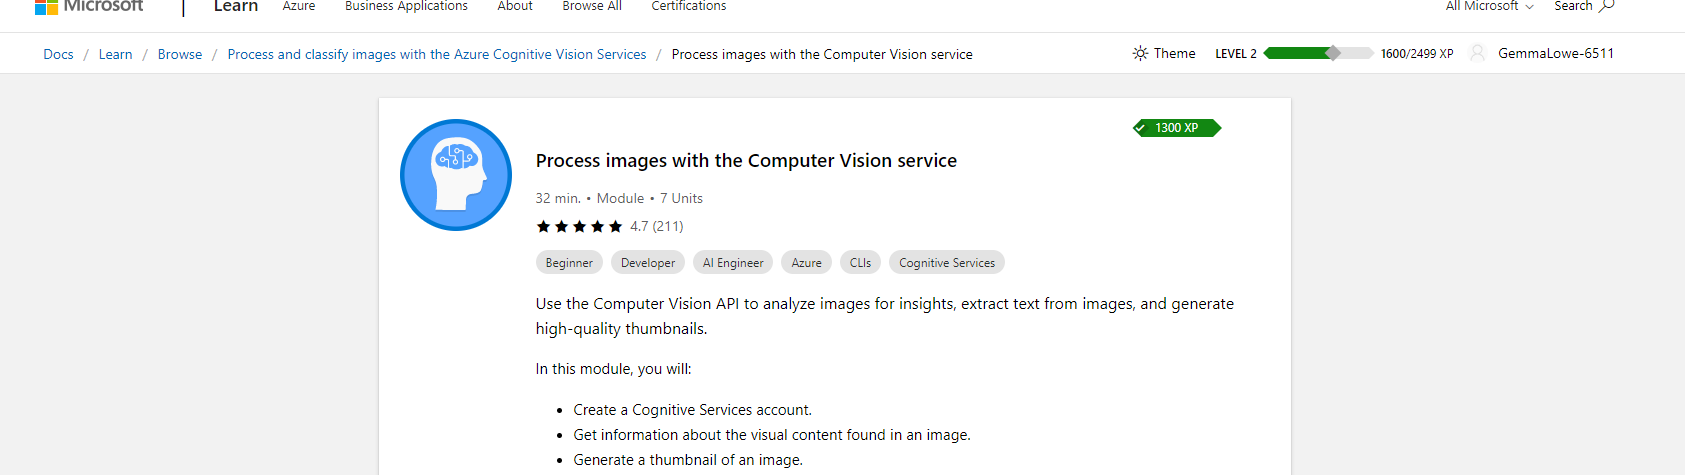 Microsoft | Learn Azure Business Applications About Browse All Certifications All Microsoft Search
Docs / Learn / Browse / Process and classify images with the Azure Cognitive Vision Services / Process images with the Computer Vision service Theme LEVEL 2 1600/2499 XP GemmaLowe-6511
1300 XP
Process images with the Computer Vision service
32 min. • Module • 7 Units
4.7 (211)
Beginner Developer AI Engineer Azure CLIs Cognitive Services
Use the Computer Vision API to analyze images for insights, extract text from images, and generate
high-quality thumbnails.
In this module, you will:
• Create a Cognitive Services account.
• Get information about the visual content found in an image.
• Generate a thumbnail of an image.